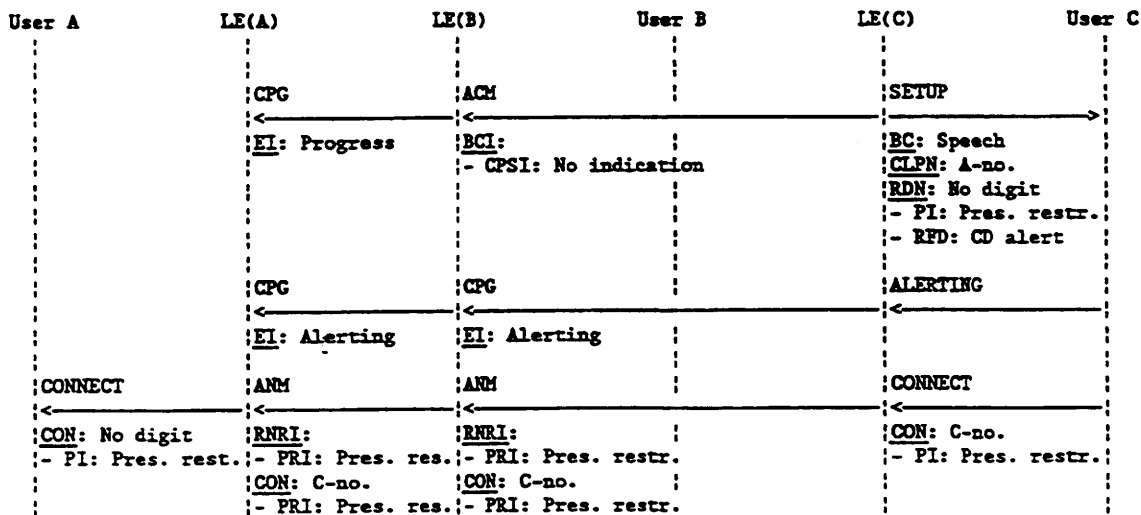 User A LE(A) LE(B) User B LE(C) User C
CPG ACM SETUP
EI: Progress BCI: BC: Speech
- CPSI: No indication CLPN: A-no.
RDN: No digit
- PI: Pres. restr.
- RFD: CD alert
CPG CPG ALERTING
EI: Alerting EI: Alerting
CONNECT ANM ANM CONNECT
CON: No digit RNRI: RNRI: CON: C-no.
- PI: Pres. rest. - PRI: Pres. res. - PRI: Pres. restr. - PI: Pres. restr.
CON: C-no. CON: C-no.
- PRI: Pres. res. - PRI: Pres. restr.